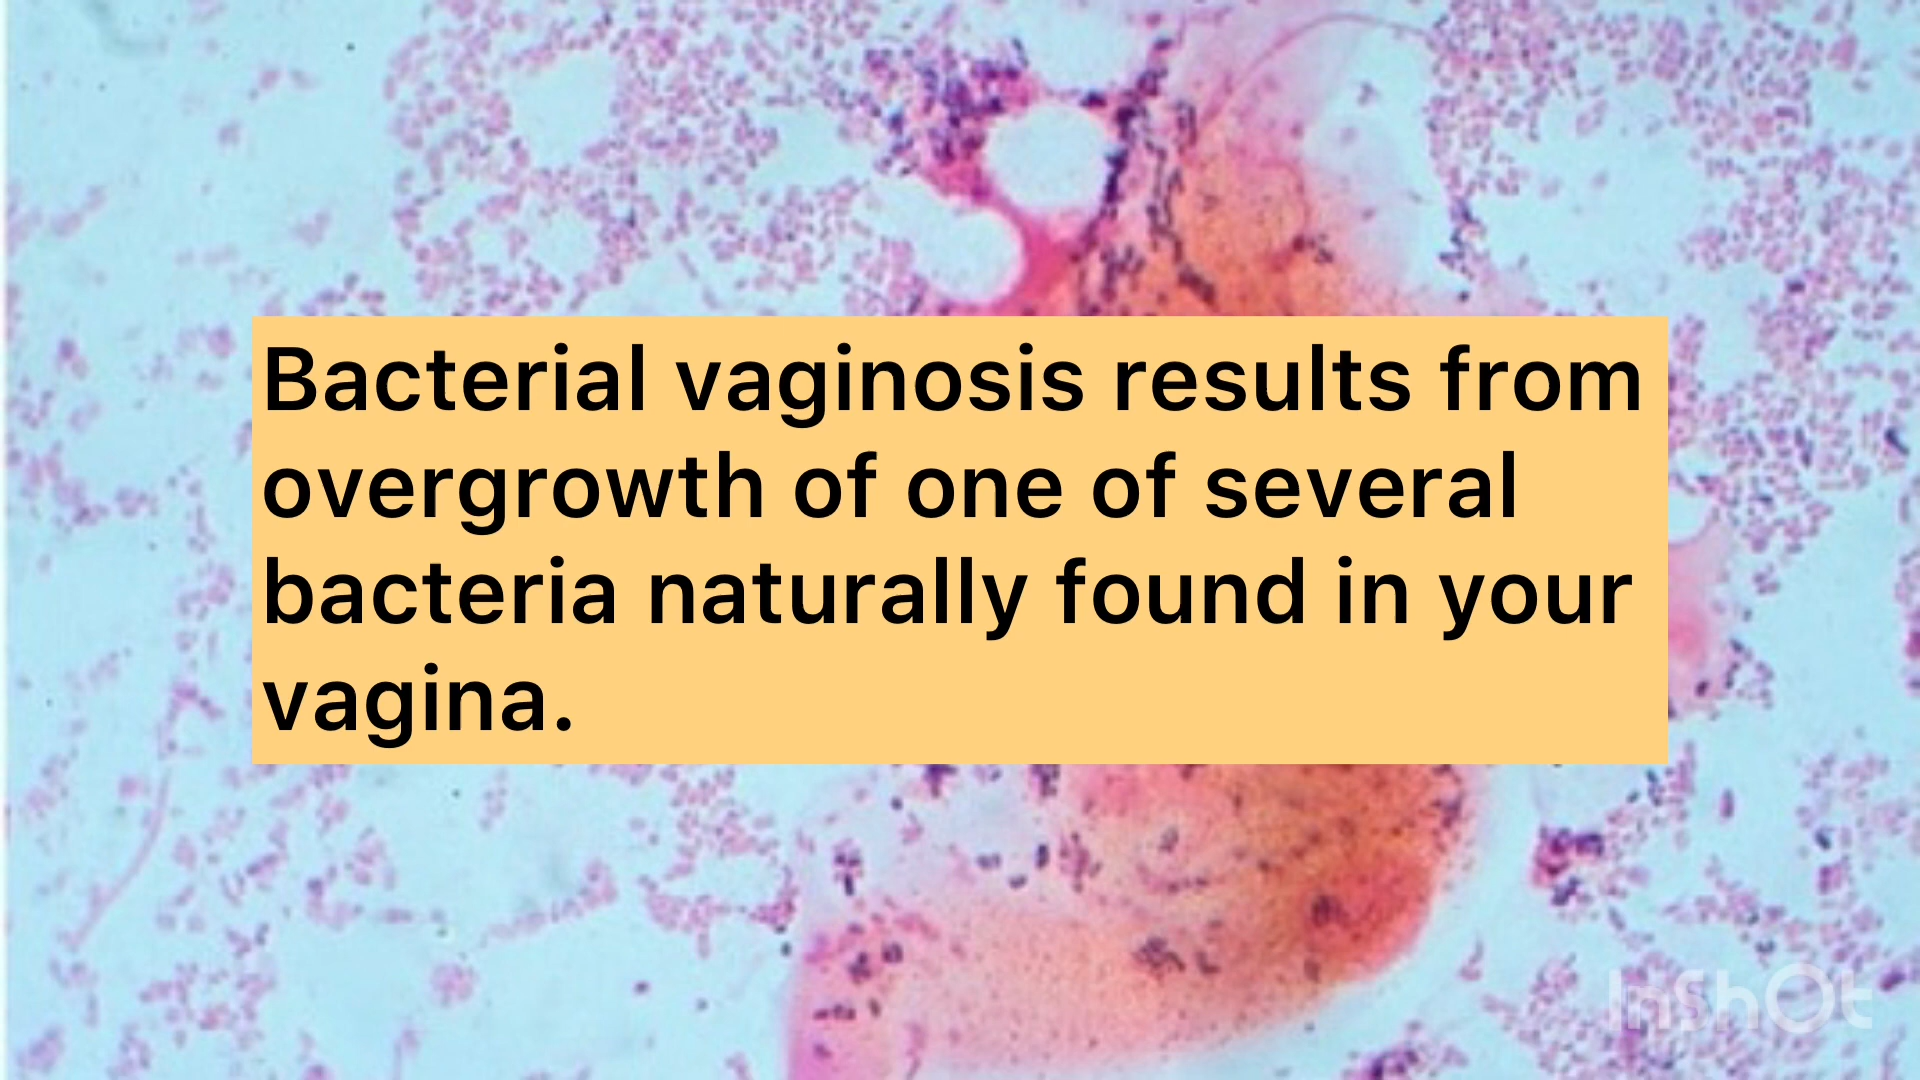 Bacterial vaginosis results from
overgrowth of one of several
bacteria naturally found in your
vagina.
InShOt